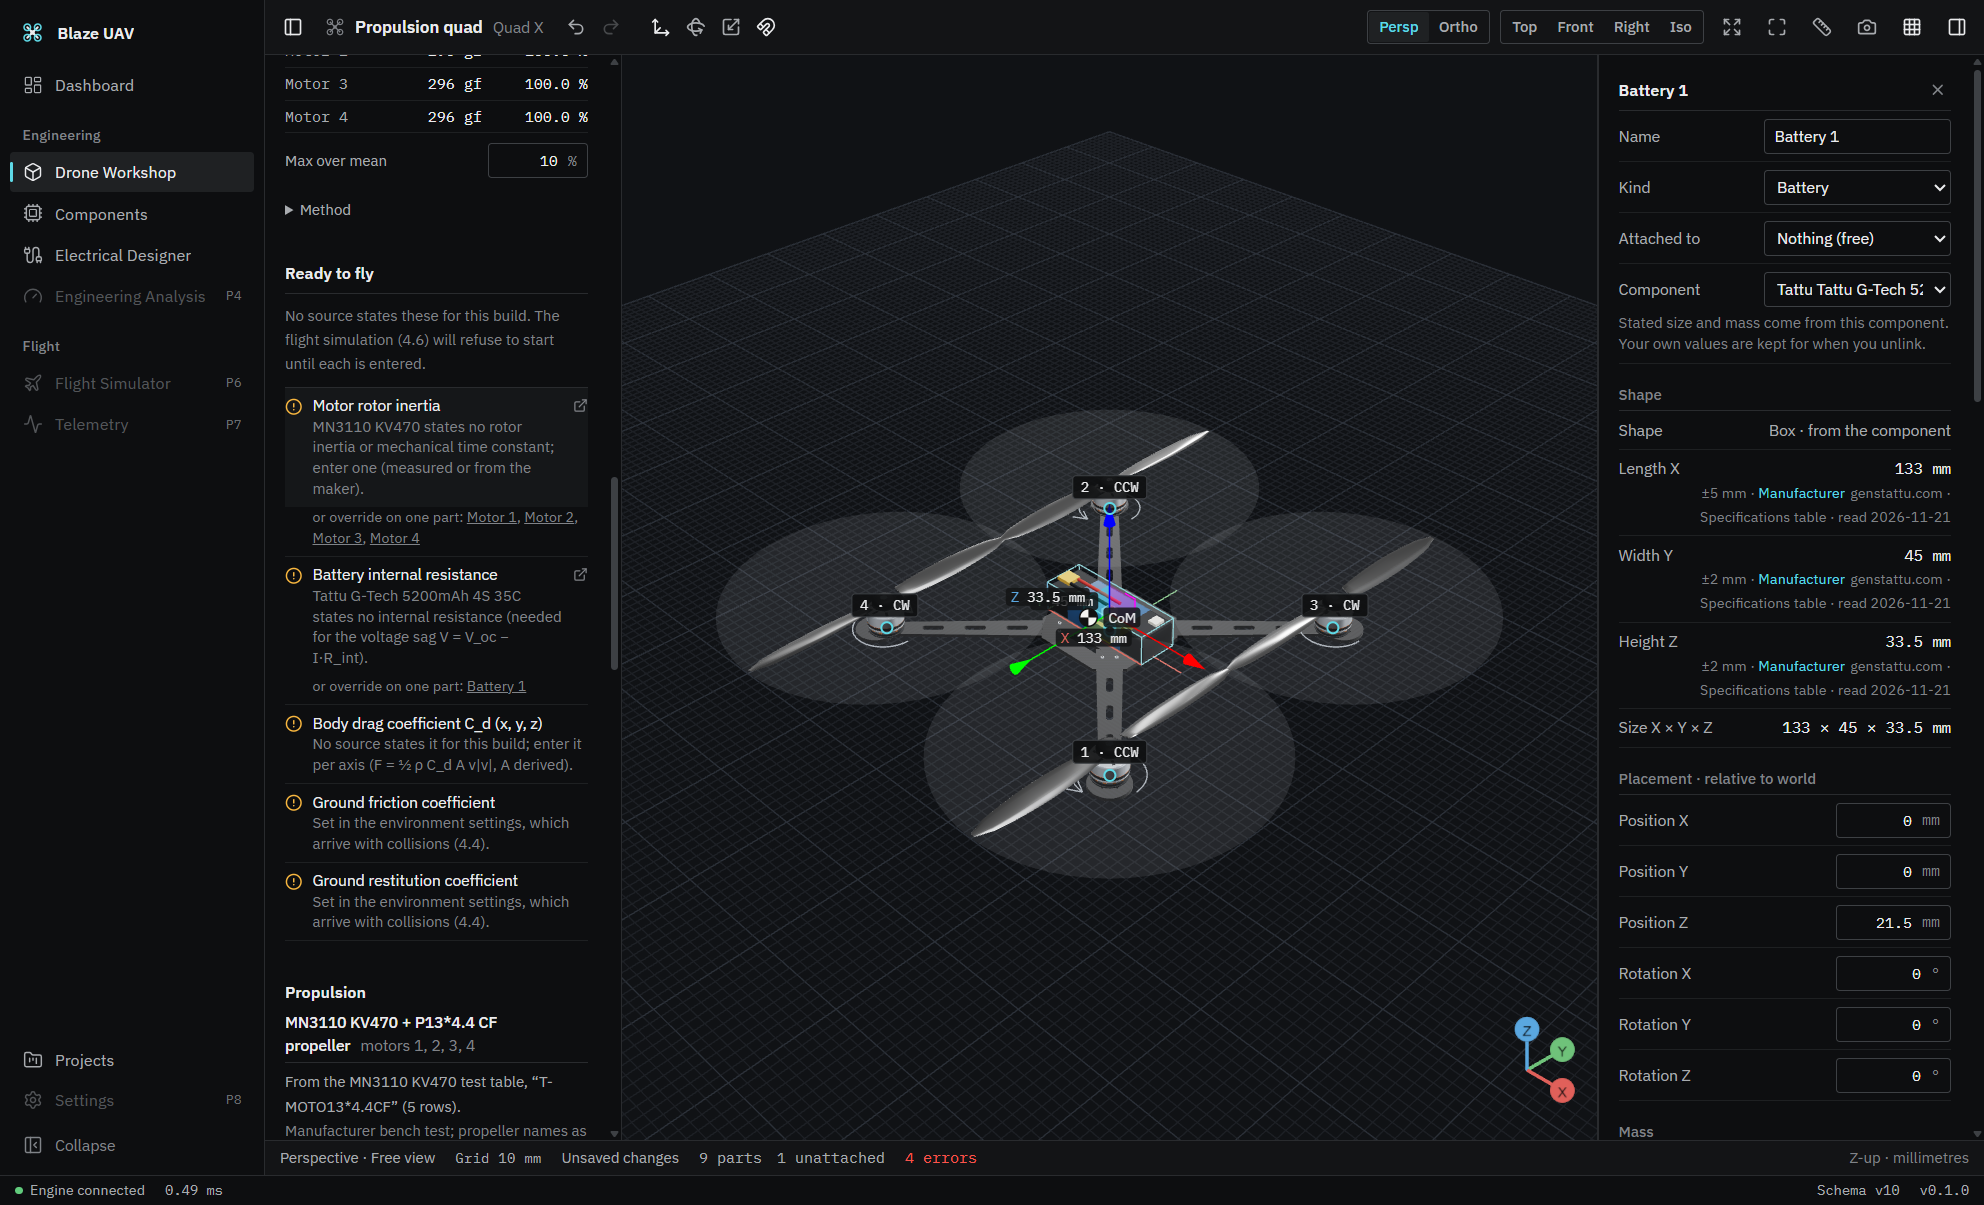 Blaze UAV
Dashboard
Engineering
Drone Workshop
Components
Electrical Designer
Engineering Analysis P4
Flight
Flight Simulator P6
Telemetry P7
Projects
Settings P8
Collapse
Propulsion quad Quad X
Persp Ortho
Top Front Right Iso
Motor 3 296 gf 100.0 %
Motor 4 296 gf 100.0 %
Max over mean 10 %
Method
Ready to fly
No source states these for this build. The
flight simulation (4.6) will refuse to start
until each is entered.
Motor rotor inertia
MN3110 KV470 states no rotor
inertia or mechanical time constant;
enter one (measured or from the
maker).
or override on one part: Motor 1, Motor 2,
Motor 3, Motor 4
Battery internal resistance
Tattu G-Tech 5200mAh 4S 35C
states no internal resistance (needed
for the voltage sag V = V_oc −
I·R_int).
or override on one part: Battery 1
Body drag coefficient C_d (x, y, z)
No source states it for this build; enter it
per axis (F = ½ ρ C_d A v|v|, A derived).
Ground friction coefficient
Set in the environment settings, which
arrive with collisions (4.4).
Ground restitution coefficient
Set in the environment settings, which
arrive with collisions (4.4).
Propulsion
MN3110 KV470 + P13*4.4 CF
propeller motors 1, 2, 3, 4
From the MN3110 KV470 test table, “T-
MOTO13*4.4CF” (5 rows).
Manufacturer bench test; propeller names as
2 · CCW
4 · CW
3 · CW
Z 33.5 mm
CoM
X 133 mm
1 · CCW
Z
Y
X
Battery 1
Name Battery 1
Kind Battery
Attached to Nothing (free)
Component Tattu Tattu G-Tech 52
Stated size and mass come from this component.
Your own values are kept for when you unlink.
Shape
Shape Box · from the component
Length X 133 mm
±5 mm · Manufacturer genstattu.com ·
Specifications table · read 2026-11-21
Width Y 45 mm
±2 mm · Manufacturer genstattu.com ·
Specifications table · read 2026-11-21
Height Z 33.5 mm
±2 mm · Manufacturer genstattu.com ·
Specifications table · read 2026-11-21
Size X × Y × Z 133 × 45 × 33.5 mm
Placement · relative to world
Position X 0 mm
Position Y 0 mm
Position Z 21.5 mm
Rotation X 0 °
Rotation Y 0 °
Rotation Z 0 °
Mass
Perspective · Free view Grid 10 mm Unsaved changes 9 parts 1 unattached 4 errors
Z-up · millimetres
Engine connected 0.49 ms
Schema v10 v0.1.0